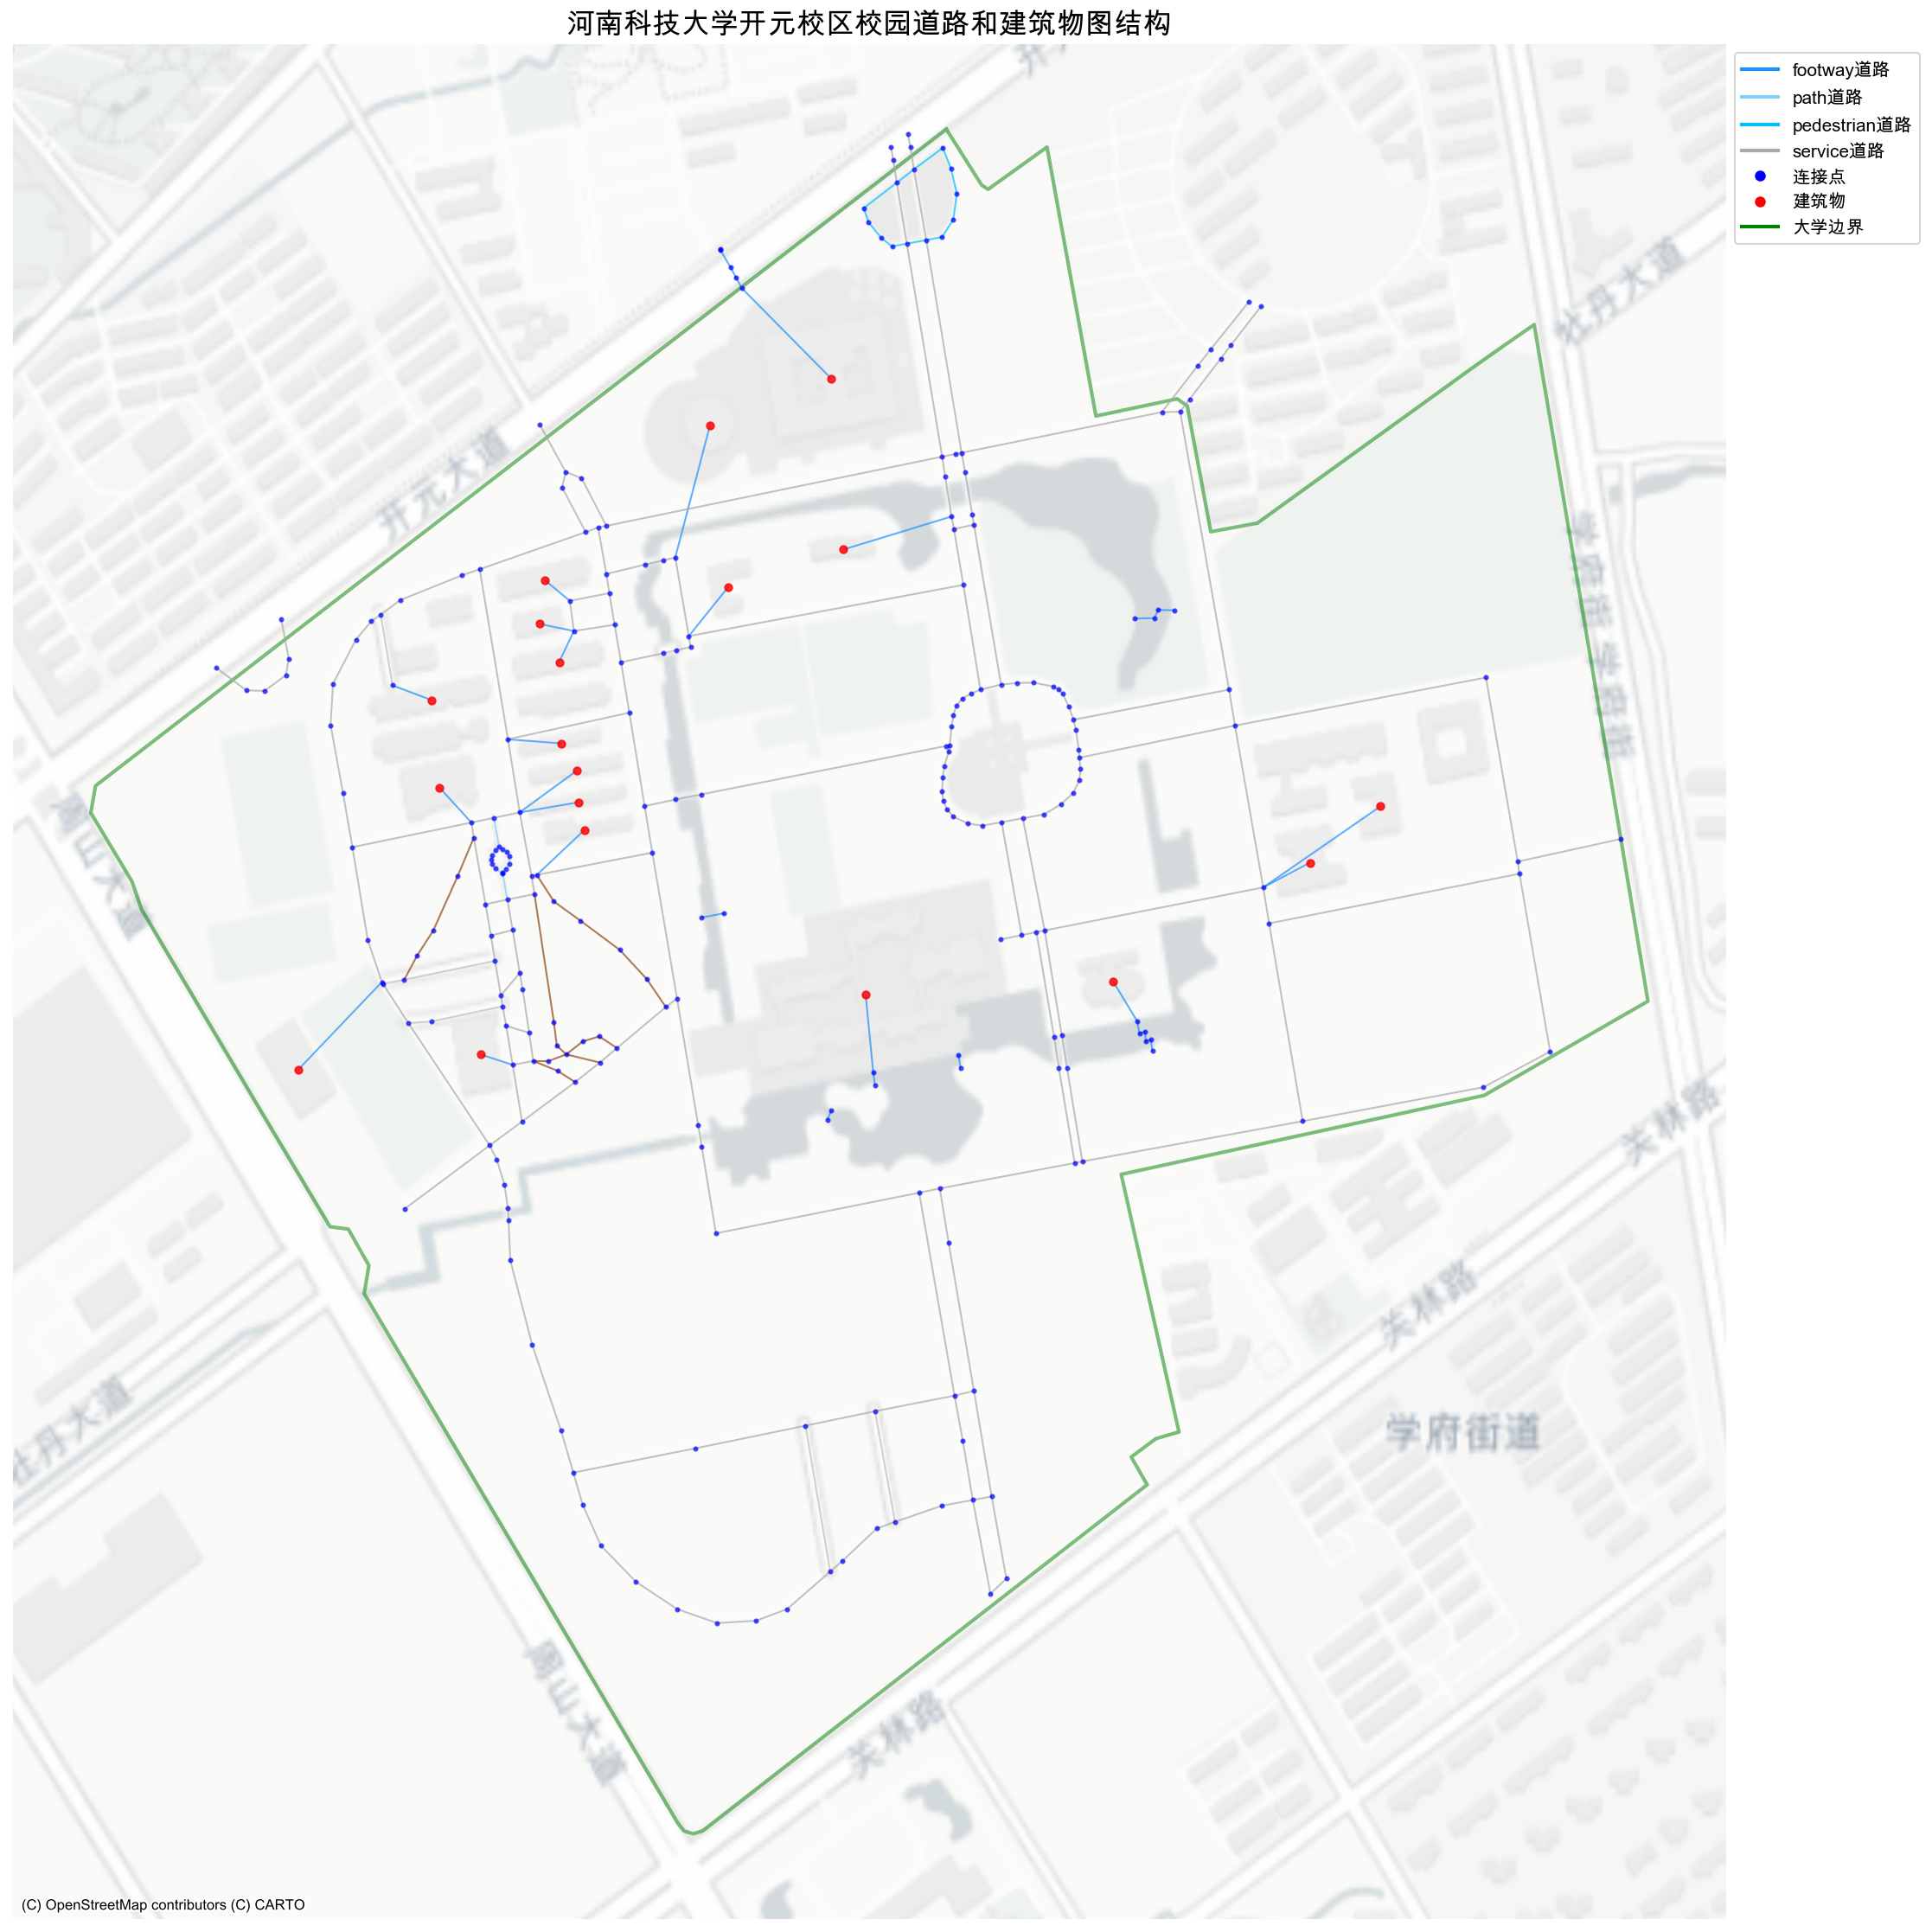 河南科技大学开元校区校园道路和建筑物图结构
footway道路
path道路
pedestrian道路
service道路
连接点
建筑物
大学边界
开
牡丹大道
开元大道
学府街
学府街
周山大道
关林路
关林路
牡丹大道
学府街道
周山大道
关林路
(C) OpenStreetMap contributors (C) CARTO